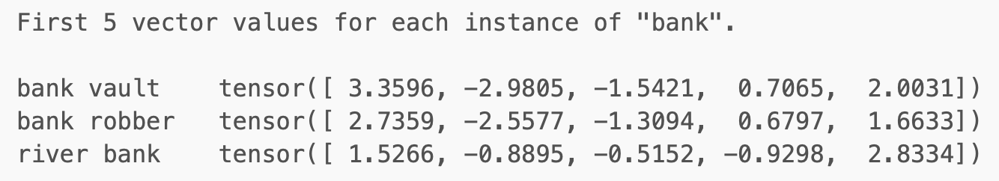 First 5 vector values for each instance of "bank".
bank vault    tensor([ 3.3596, -2.9805, -1.5421,  0.7065,  2.0031])
bank robber   tensor([ 2.7359, -2.5577, -1.3094,  0.6797,  1.6633])
river bank    tensor([ 1.5266, -0.8895, -0.5152, -0.9298,  2.8334])